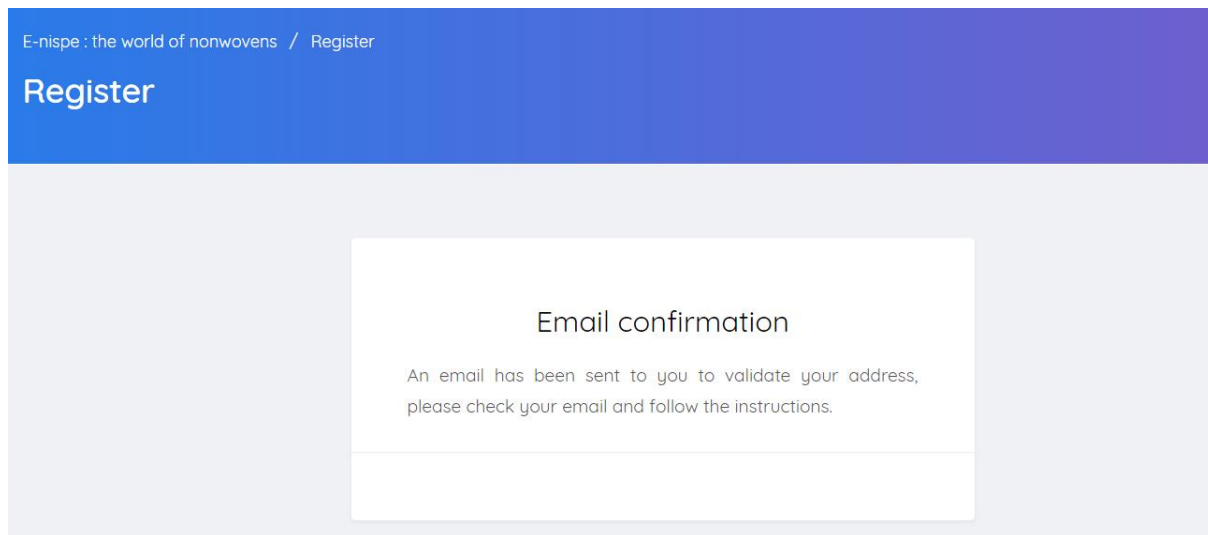 E-nispe : the world of nonwovens / Register
Register
Email confirmation
An email has been sent to you to validate your address,
please check your email and follow the instructions.